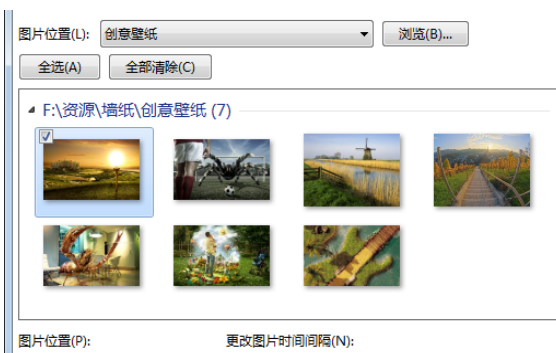 图片位置(L): 创意壁纸 浏览(B)...
全选(A) 全部清除(C)
F:\资源\墙纸\创意壁纸 (7)
图片位置(P): 更改图片时间间隔(N):